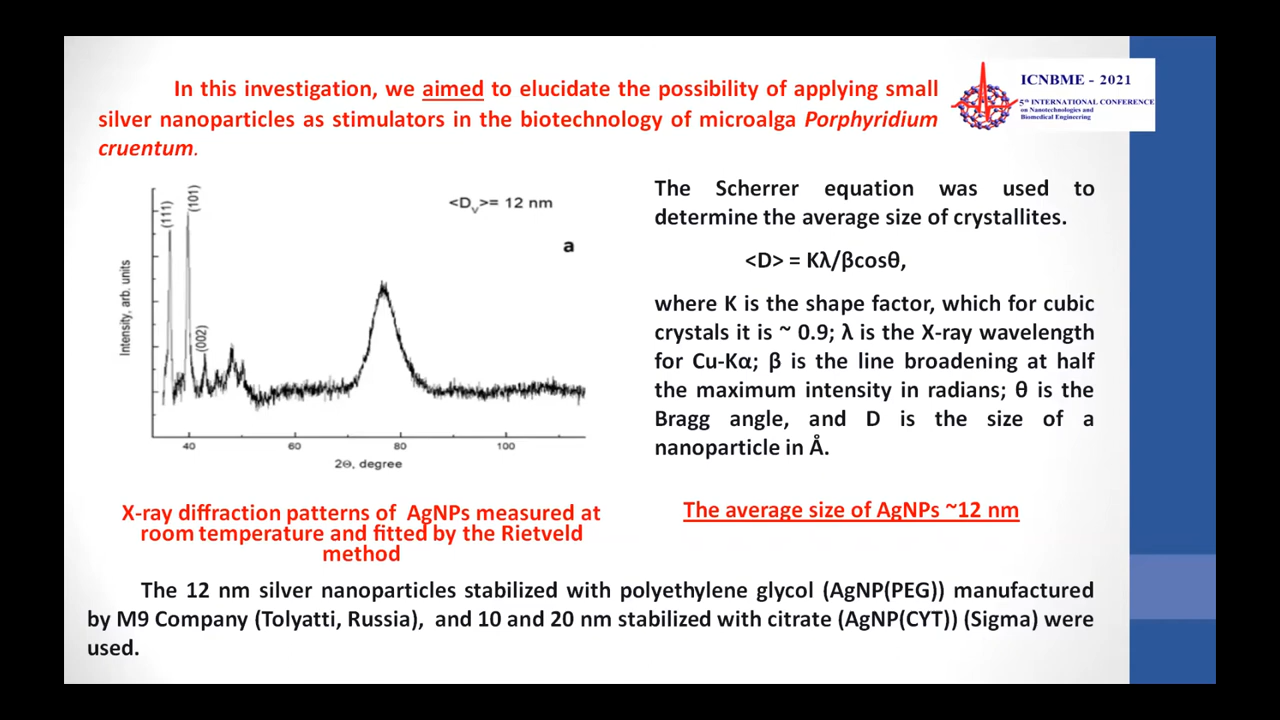 In this investigation, we aimed to elucidate the possibility of applying small
silver nanoparticles as stimulators in the biotechnology of microalga Porphyridium
cruentum.
ICNBME - 2021
5th INTERNATIONAL CONFERENCE
on Nanotechnologies and
Biomedical Engineering
(111)
(101)
(002)
<Dv>= 12 nm
a
Intensity, arb. units
40 60 80 100
2Θ, degree
The Scherrer equation was used to
determine the average size of crystallites.
<D> = Kλ/βcosθ,
where K is the shape factor, which for cubic
crystals it is ~ 0.9; λ is the X-ray wavelength
for Cu-Kα; β is the line broadening at half
the maximum intensity in radians; θ is the
Bragg angle, and D is the size of a
nanoparticle in Å.
X-ray diffraction patterns of AgNPs measured at
room temperature and fitted by the Rietveld
method
The average size of AgNPs ~12 nm
The 12 nm silver nanoparticles stabilized with polyethylene glycol (AgNP(PEG)) manufactured
by M9 Company (Tolyatti, Russia), and 10 and 20 nm stabilized with citrate (AgNP(CYT)) (Sigma) were
used.